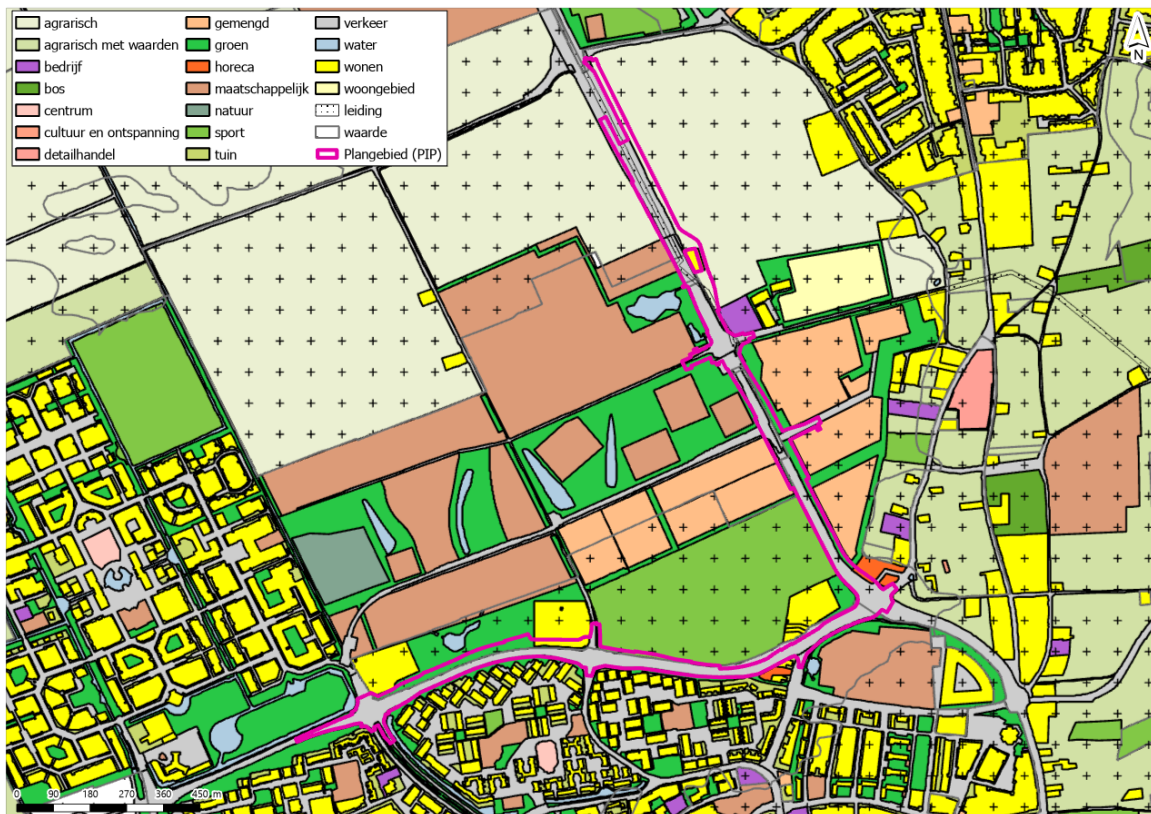 agrarisch
agrarisch met waarden
bedrijf
bos
centrum
cultuur en ontspanning
detailhandel
gemengd
groen
horeca
maatschappelijk
natuur
sport
tuin
verkeer
water
wonen
woongebied
leiding
waarde
Plangebied (PIP)
N
0 90 180 270 360 450 m